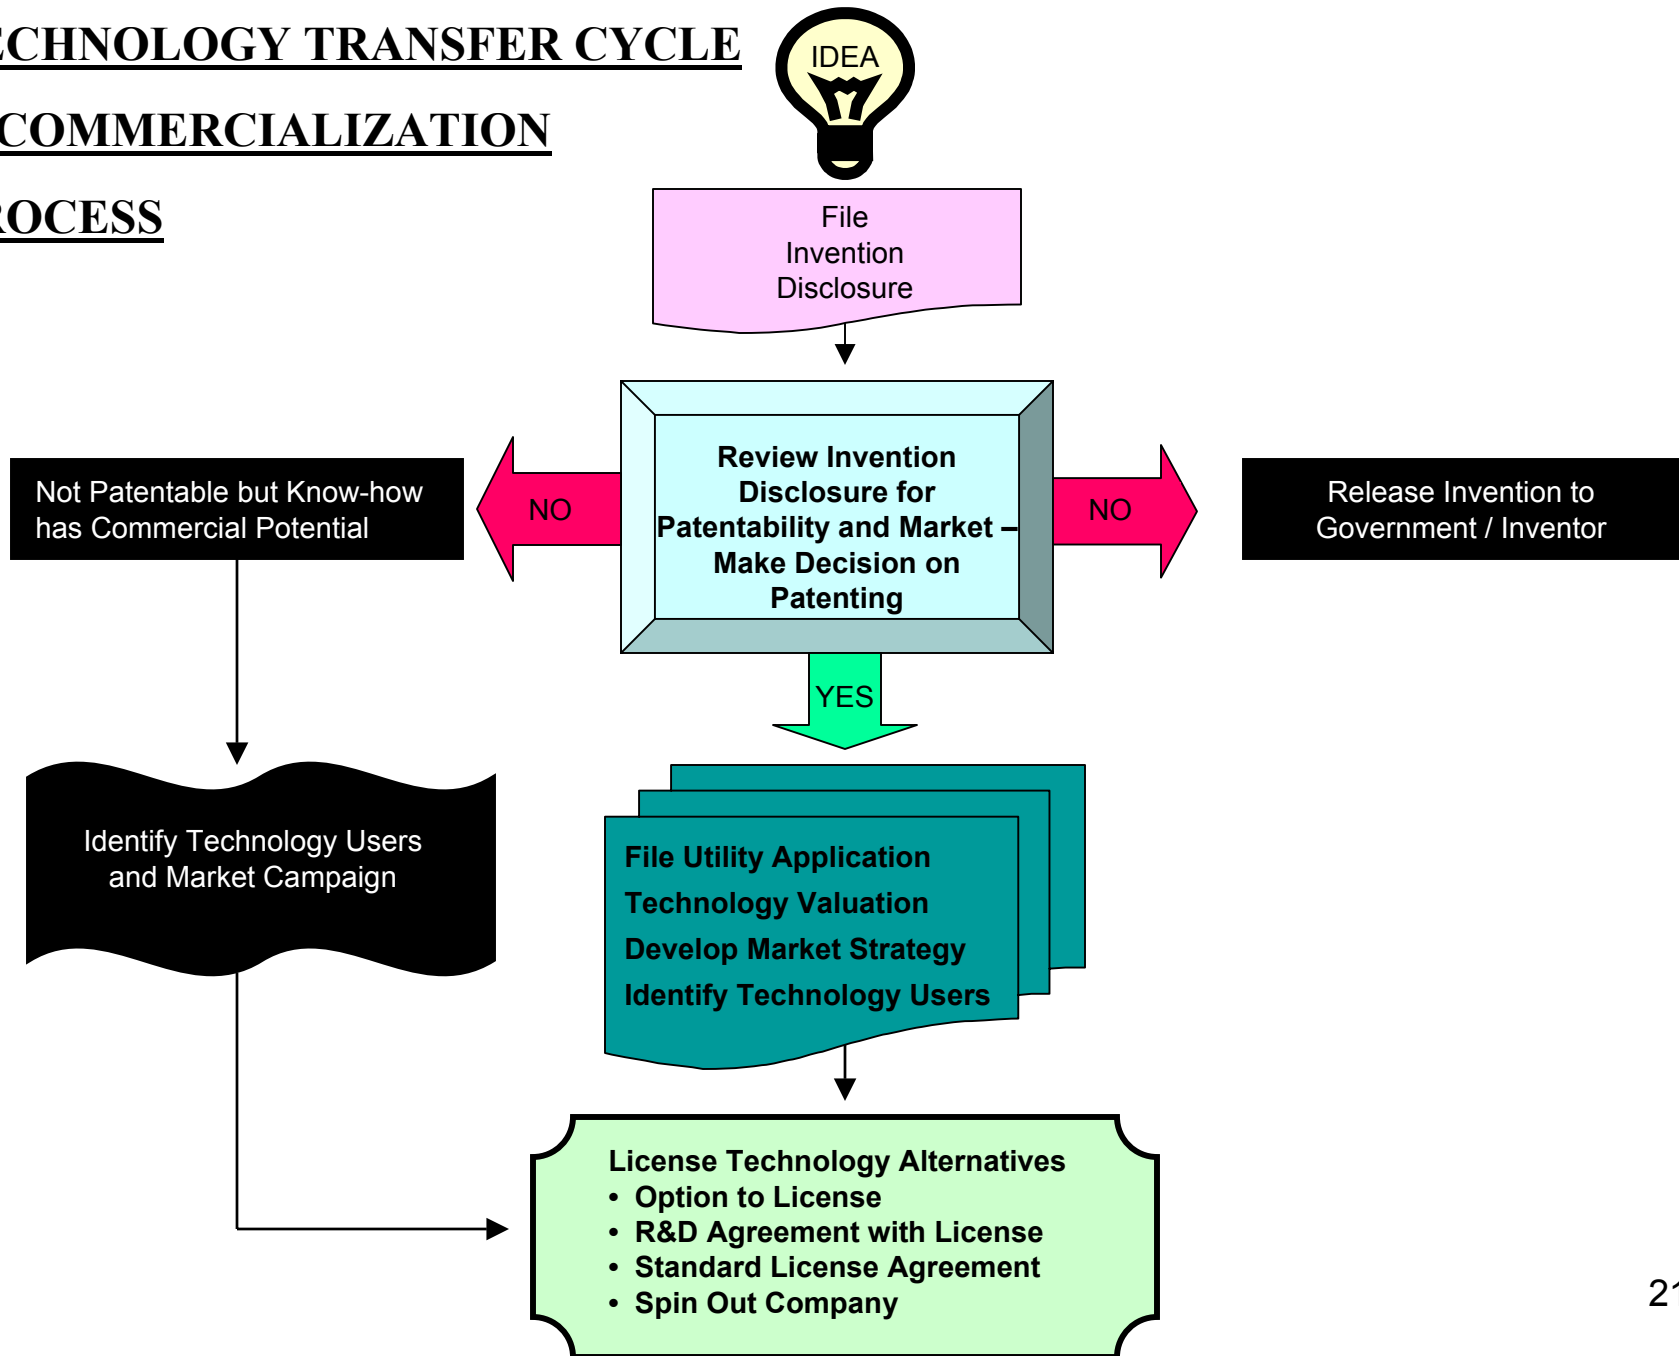 ECHNOLOGY TRANSFER CYCLE
COMMERCIALIZATION
ROCESS
IDEA
File
Invention
Disclosure
Review Invention
Disclosure for
Patentability and Market –
Make Decision on
Patenting
NO
Not Patentable but Know-how
has Commercial Potential
NO
Release Invention to
Government / Inventor
YES
Identify Technology Users
and Market Campaign
File Utility Application
Technology Valuation
Develop Market Strategy
Identify Technology Users
License Technology Alternatives
• Option to License
• R&D Agreement with License
• Standard License Agreement
• Spin Out Company
21